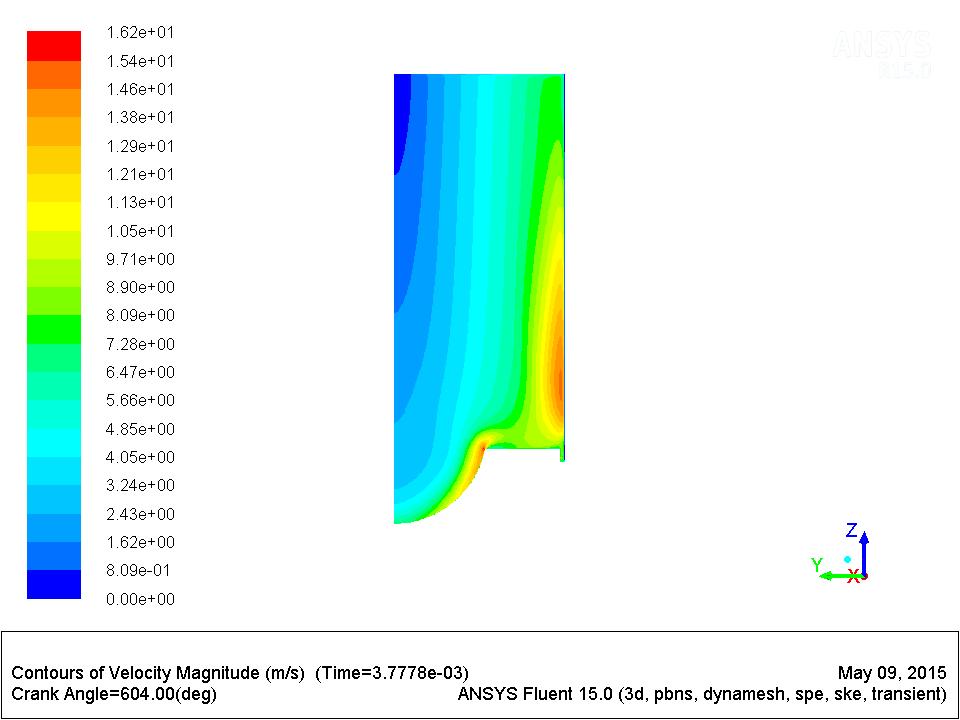 1.62e+01
1.54e+01
1.46e+01
1.38e+01
1.29e+01
1.21e+01
1.13e+01
1.05e+01
9.71e+00
8.90e+00
8.09e+00
7.28e+00
6.47e+00
5.66e+00
4.85e+00
4.05e+00
3.24e+00
2.43e+00
1.62e+00
8.09e-01
0.00e+00
ANSYS
R15.0
Z
Y
X
Contours of Velocity Magnitude (m/s) (Time=3.7778e-03)
Crank Angle=604.00(deg)
May 09, 2015
ANSYS Fluent 15.0 (3d, pbns, dynamesh, spe, ske, transient)